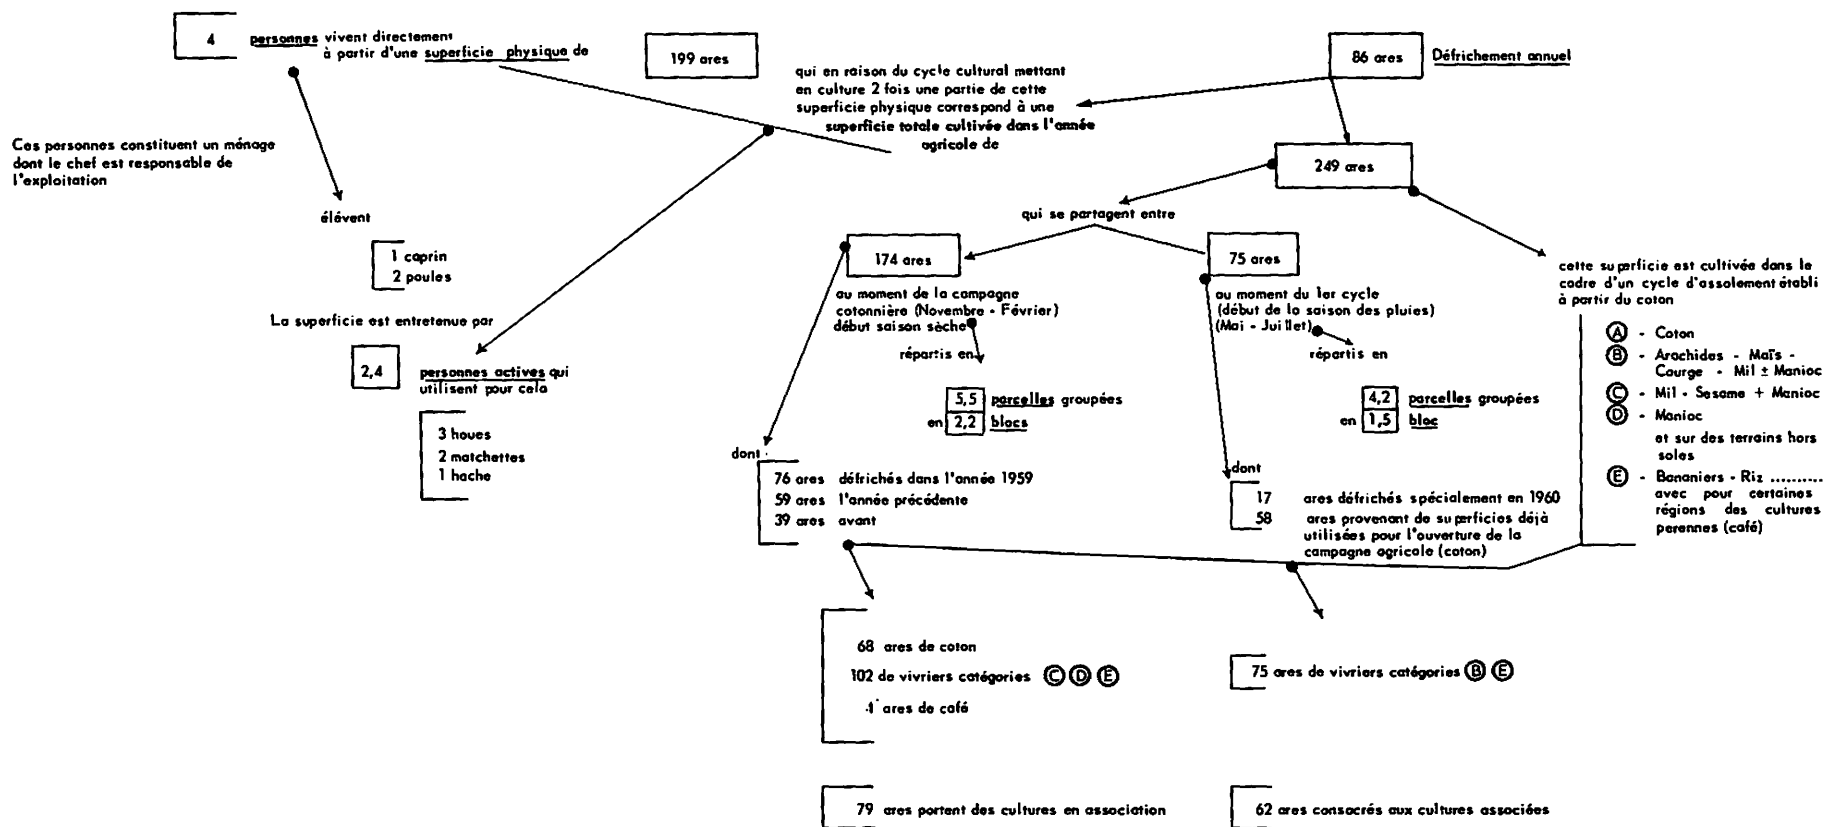 4 personnes vivent directement
à partir d'une superficie physique de
199 ares
86 ares Défrichement annuel
qui en raison du cycle cultural mettant
en culture 2 fois une partie de cette
superficie physique correspond à une
superficie totale cultivée dans l'année
agricole de
Ces personnes constituent un ménage
dont le chef est responsable de
l'exploitation
249 ares
élévent
qui se partagent entre
1 caprin
2 poules
174 ares
75 ares
cette superficie est cultivée dans le
cadre d'un cycle d'assolement établi
à partir du coton
au moment de la campagne
cotonnière (Novembre - Février)
début saison sèche
au moment du 1er cycle
(début de la saison des pluies)
(Mai - Juillet)
La superficie est entretenue par
répartis en
répartis en
A - Coton
B - Arachides - Maïs -
Courge - Mil ± Manioc
C - Mil - Sesame + Manioc
D - Manioc
et sur des terrains hors
soles
E - Bananiers - Riz ..........
avec pour certaines
régions des cultures
perennes (café)
2,4 personnes actives qui
utilisent pour cela
5,5 parcelles groupées
en 2,2 blocs
4,2 parcelles groupées
en 1,5 bloc
3 houes
2 matchettes
1 hache
dont
76 ares défrichés dans l'année 1959
59 ares l'année précédente
39 ares avant
dont
17 ares défrichés spécialement en 1960
58 ares provenant de superficies déjà
utilisées pour l'ouverture de la
campagne agricole (coton)
68 ares de coton
102 de vivriers catégories C D E
ares de café
75 ares de vivriers catégories B E
79 ares portent des cultures en association
62 ares consacrés aux cultures associées